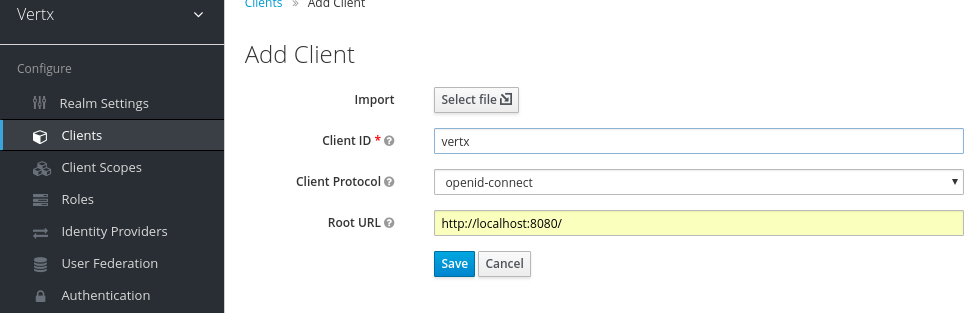 Vertx
Configure
Realm Settings
Clients
Client Scopes
Roles
Identity Providers
User Federation
Authentication
Clients » Add Client
Add Client
Import Select file
Client ID * vertx
Client Protocol openid-connect
Root URL http://localhost:8080/
Save Cancel